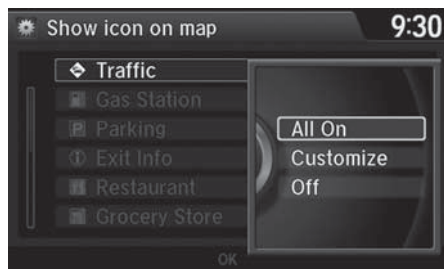 Show icon on map
9:30
Traffic
Gas Station
P Parking
Exit Info
Restaurant
Grocery Store
All On
Customize
Off
OK